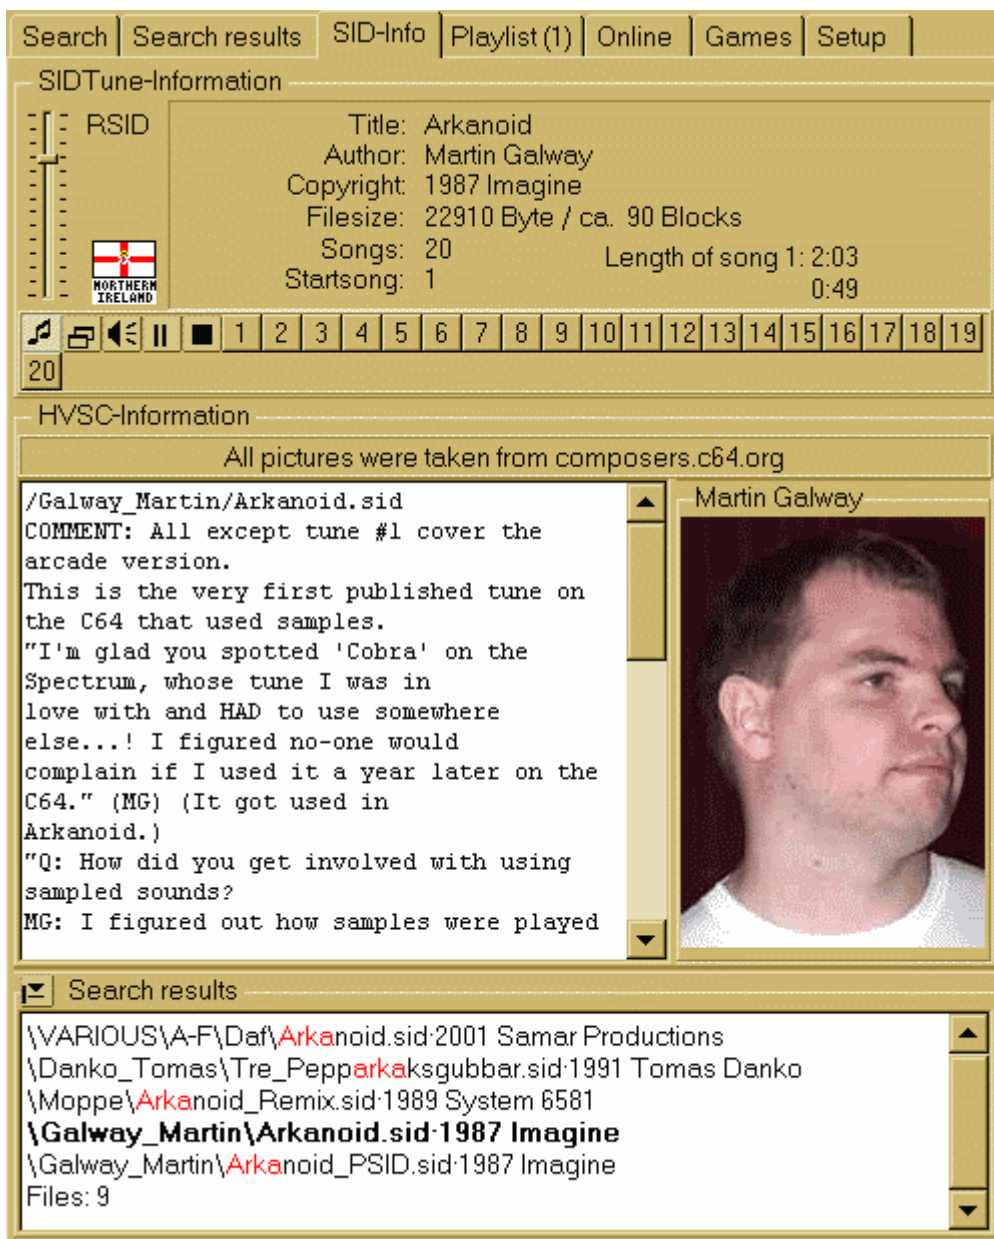 Search Search results SID-Info Playlist (1) Online Games Setup
SIDTune-Information
RSID
Title: Arkanoid
Author: Martin Galway
Copyright: 1987 Imagine
Filesize: 22910 Byte / ca. 90 Blocks
Songs: 20
Length of song 1: 2:03
Startsong: 1
0:49
NORTHERN
IRELAND
1 2 3 4 5 6 7 8 9 10 11 12 13 14 15 16 17 18 19
20
HVSC-Information
All pictures were taken from composers.c64.org
/Galway_Martin/Arkanoid.sid
COMMENT: All except tune #1 cover the
arcade version.
This is the very first published tune on
the C64 that used samples.
"I'm glad you spotted 'Cobra' on the
Spectrum, whose tune I was in
love with and HAD to use somewhere
else...! I figured no-one would
complain if I used it a year later on the
C64." (MG) (It got used in
Arkanoid.)
"Q: How did you get involved with using
sampled sounds?
MG: I figured out how samples were played
Martin Galway
Search results
\VARIOUS\A-F\Daf\Arkanoid.sid·2001 Samar Productions
\Danko_Tomas\Tre_Pepparkaksgubbar.sid·1991 Tomas Danko
\Moppe\Arkanoid_Remix.sid·1989 System 6581
\Galway_Martin\Arkanoid.sid·1987 Imagine
\Galway_Martin\Arkanoid_PSID.sid·1987 Imagine
Files: 9